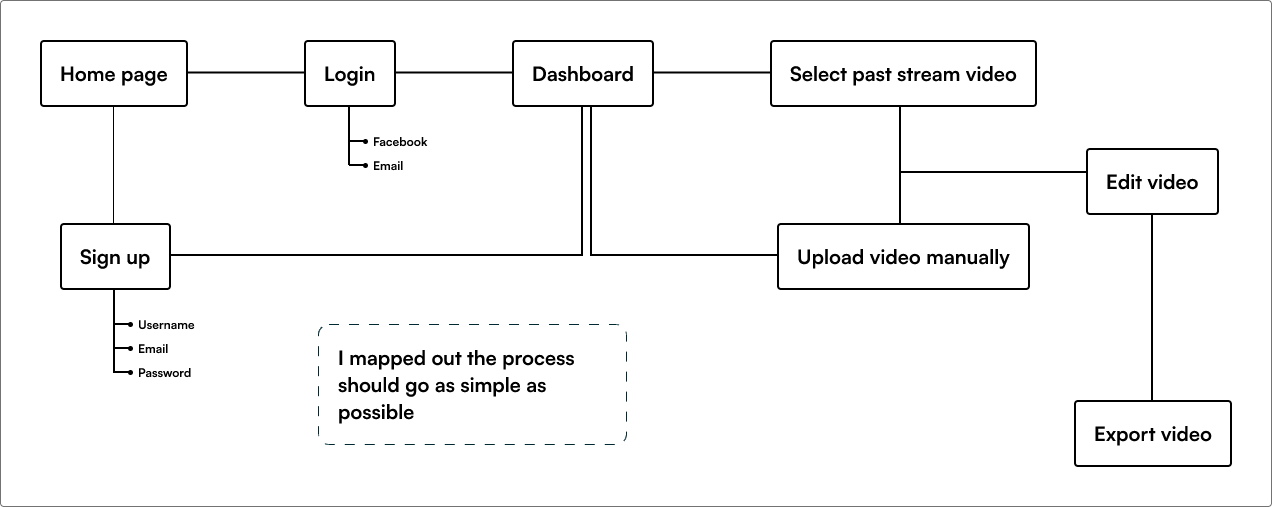 Home page
Login
Dashboard
Select past stream video
Facebook
Email
Edit video
Sign up
Upload video manually
Username
Email
Password
I mapped out the process
should go as simple as
possible
Export video